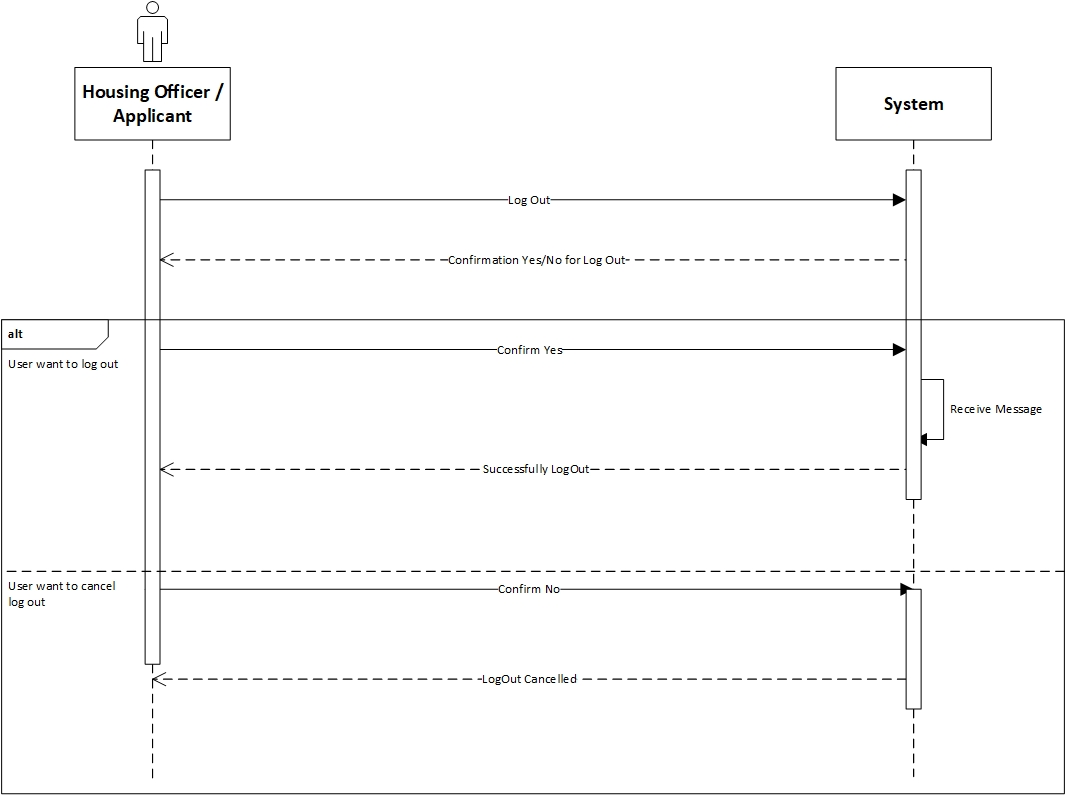 Housing Officer /
Applicant
System
Log Out
Confirmation Yes/No for Log Out
alt
User want to log out
Confirm Yes
Receive Message
Successfully LogOut
User want to cancel
log out
Confirm No
LogOut Cancelled